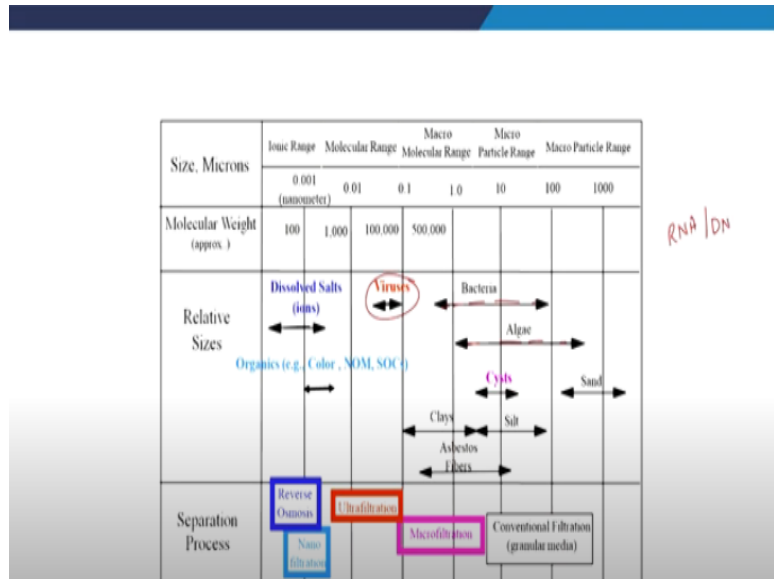 Size, Microns
Ionic Range Molecular Range Macro Molecular Range Micro Particle Range Macro Particle Range
0.001 (nanometer) 0.01 0.1 1.0 10 100 1000
Molecular Weight (approx.)
100 1,000 100,000 500,000
RNA/DN
Relative Sizes
Dissolved Salts (ions)
Viruses
Bacteria
Algae
Organics (e.g., Color, NOM, SOCs)
Cysts
Sand
Clays
Silt
Asbestos Fibers
Separation Process
Reverse Osmosis
Ultrafiltration
Microfiltration
Conventional Filtration (granular media)
Nano filtration